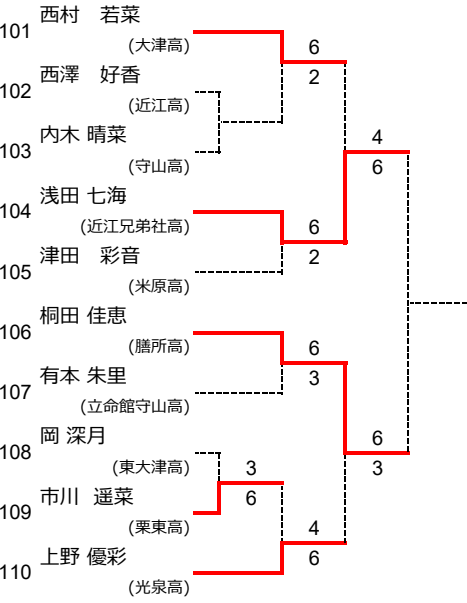 101 西村　若菜
(大津高)
6
2
102 西澤　好香
(近江高)
103 内木 晴菜
(守山高)
4
6
104 浅田 七海
(近江兄弟社高)
6
2
105 津田　彩音
(米原高)
106 桐田 佳恵
(膳所高)
6
3
107 有本 朱里
(立命館守山高)
108 岡 深月
(東大津高)
6
3
3
6
109 市川 遥菜
(栗東高)
4
6
110 上野 優彩
(光泉高)